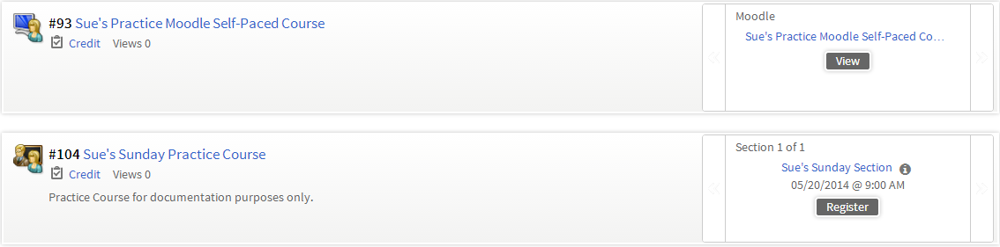 #93 Sue's Practice Moodle Self-Paced Course
Credit Views 0
Moodle
Sue's Practice Moodle Self-Paced Co...
View
#104 Sue's Sunday Practice Course
Credit Views 0
Practice Course for documentation purposes only.
Section 1 of 1
Sue's Sunday Section
05/20/2014 @ 9:00 AM
Register